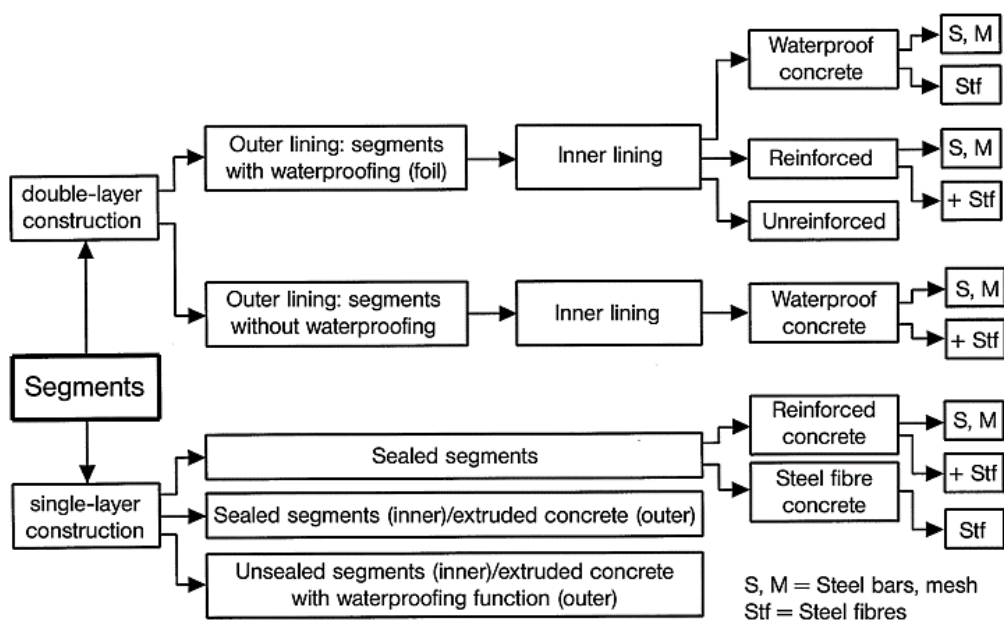 Waterproof
concrete
S, M
Stf
Outer lining: segments
with waterproofing (foil)
Inner lining
Reinforced
S, M
+ Stf
Unreinforced
double-layer
construction
Outer lining: segments
without waterproofing
Inner lining
Waterproof
concrete
S, M
+ Stf
Segments
single-layer
construction
Sealed segments
Reinforced
concrete
S, M
+ Stf
Steel fibre
concrete
Stf
Sealed segments (inner)/extruded concrete (outer)
Unsealed segments (inner)/extruded concrete
with waterproofing function (outer)
S, M = Steel bars, mesh
Stf = Steel fibres